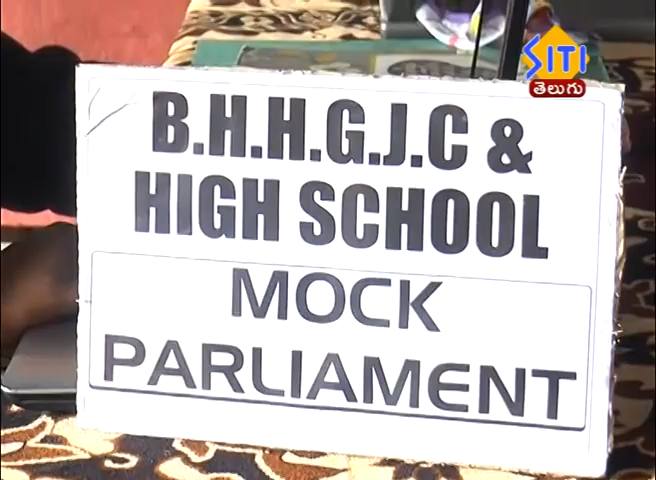 SITI
తెలుగు
B.H.H.G.J.C &
HIGH SCHOOL
MOCK
PARLIAMENT